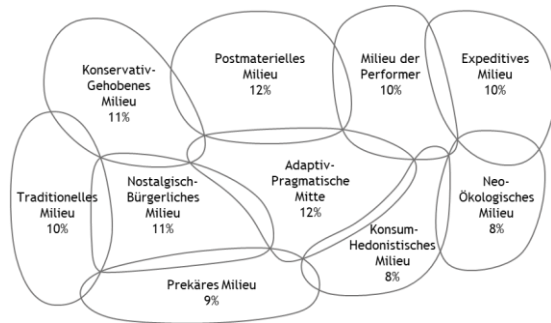 Konservativ-
Gehobenes
Milieu
11%
Postmaterielles
Milieu
12%
Milieu der
Performer
10%
Expeditives
Milieu
10%
Traditionelles
Milieu
10%
Nostalgisch-
Bürgerliches
Milieu
11%
Adaptiv-
Pragmatische
Mitte
12%
Neo-
Ökologisches
Milieu
8%
Konsum-
Hedonistisches
Milieu
8%
Prekäres Milieu
9%